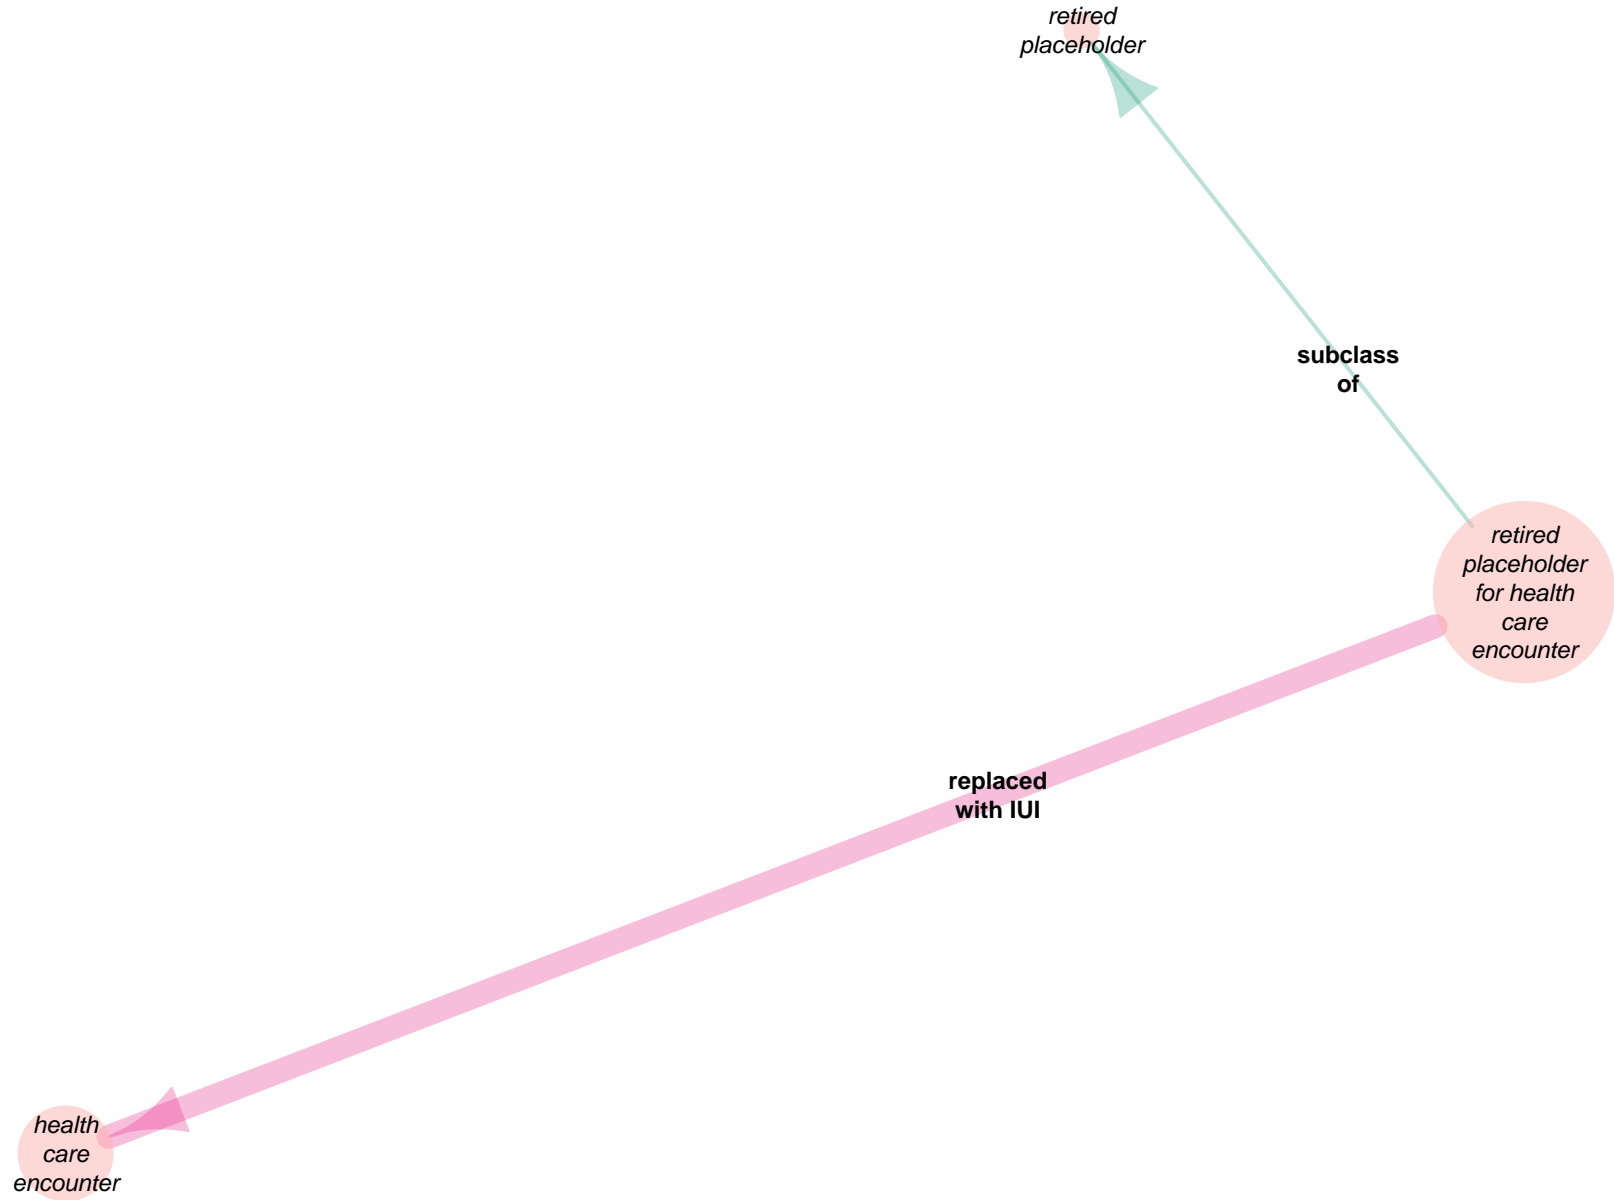 retired
placeholder
subclass
of
retired
placeholder
for health
care
encounter
replaced
with IUI
health
care
encounter